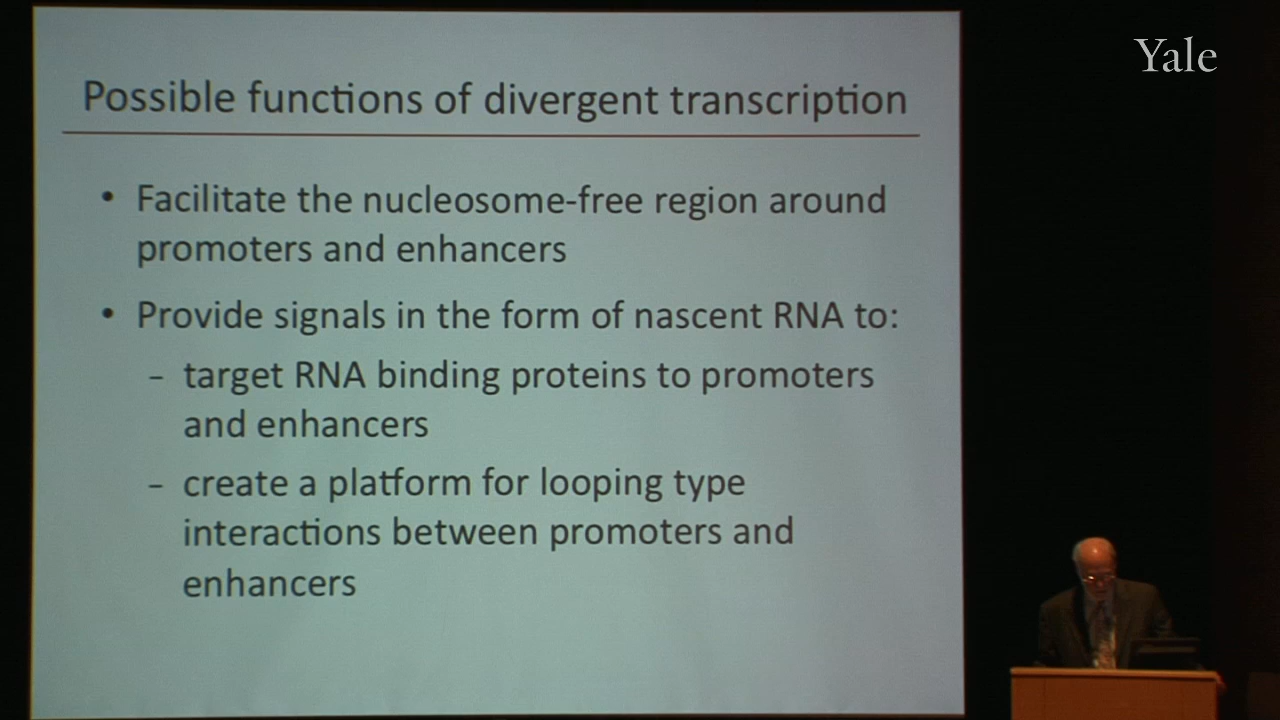 Yale
Possible functions of divergent transcription
• Facilitate the nucleosome-free region around
promoters and enhancers
• Provide signals in the form of nascent RNA to:
– target RNA binding proteins to promoters
and enhancers
– create a platform for looping type
interactions between promoters and
enhancers